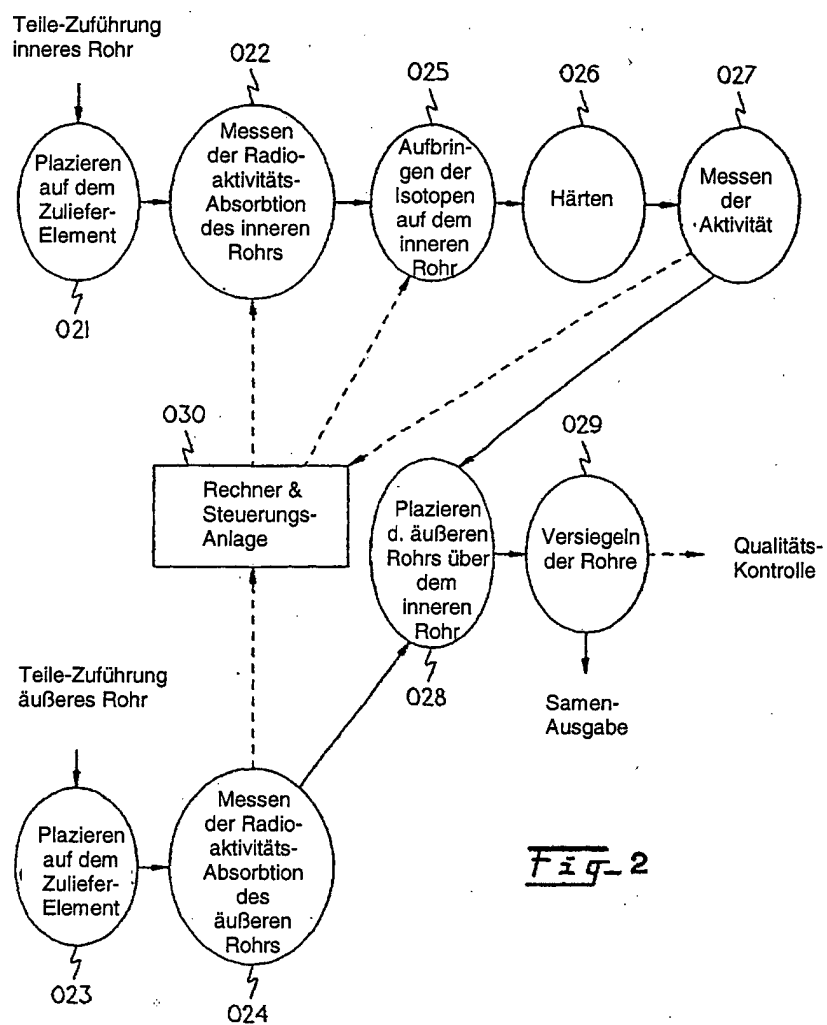 Teile-Zuführung
inneres Rohr
022
025
026
027
Plazieren
auf dem
Zuliefer-
Element
Messen
der Radio-
aktivitäts-
Absorbtion
des inneren
Rohrs
Aufbrin-
gen der
Isotopen
auf dem
inneren
Rohr
Härten
Messen
der
Aktivität
021
030
Rechner &
Steuerungs-
Anlage
029
Plazieren
d. äußeren
Rohrs über
dem
inneren
Rohr
Versiegeln
der Rohre
Qualitäts-
Kontrolle
028
Samen-
Ausgabe
Teile-Zuführung
äußeres Rohr
Plazieren
auf dem
Zuliefer-
Element
Messen
der Radio-
aktivitäts-
Absorbtion
des
äußeren
Rohrs
023
024
Fig_2